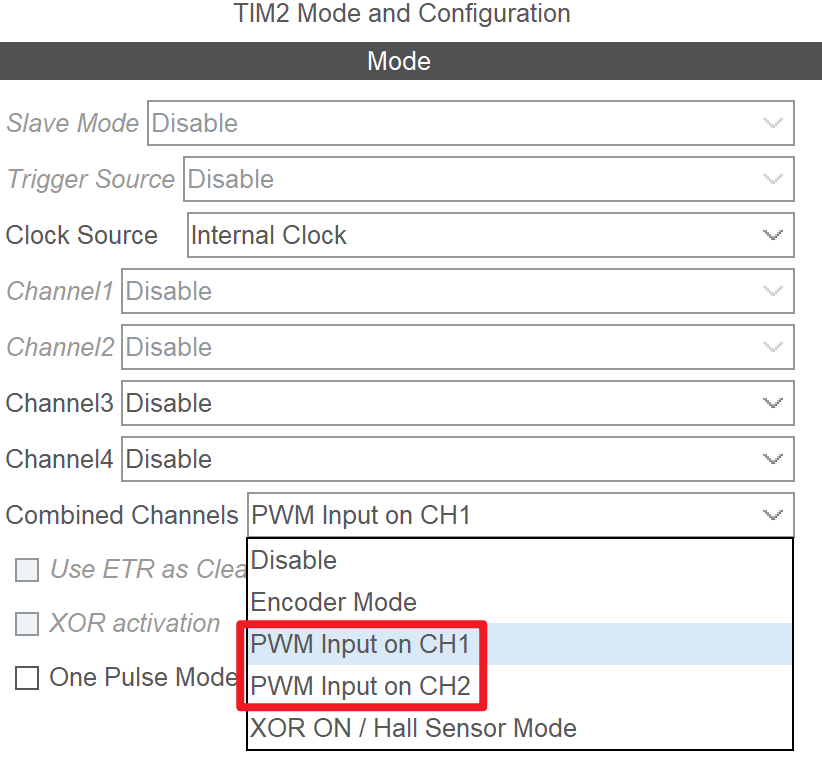 TIM2 Mode and Configuration
Mode
Slave Mode Disable
Trigger Source Disable
Clock Source Internal Clock
Channel1 Disable
Channel2 Disable
Channel3 Disable
Channel4 Disable
Combined Channels PWM Input on CH1
Disable
Use ETR as Clea
Encoder Mode
PWM Input on CH1
XOR activation
PWM Input on CH2
One Pulse Mode
XOR ON / Hall Sensor Mode